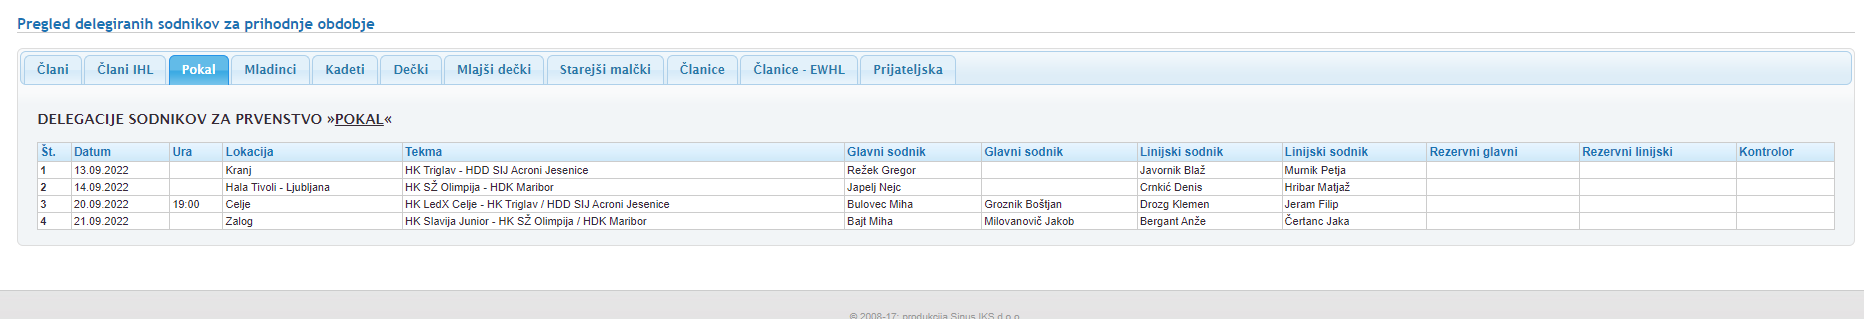 Pregled delegiranih sodnikov za prihodnje obdobje
Člani Člani IHL Pokal Mladinci Kadeti Dečki Mlajši dečki Starejši malčki Članice Članice - EWHL Prijateljska
DELEGACIJE SODNIKOV ZA PRVENSTVO »POKAL«
Št. Datum Ura Lokacija Tekma Glavni sodnik Glavni sodnik Linijski sodnik Linijski sodnik Rezervni glavni Rezervni linijski Kontrolor
1 13.09.2022 Kranj HK Triglav - HDD SIJ Acroni Jesenice Režek Gregor Javornik Blaž Murnik Petja
2 14.09.2022 Hala Tivoli - Ljubljana HK SŽ Olimpija - HDK Maribor Japelj Nejc Crnkić Denis Hribar Matjaž
3 20.09.2022 19:00 Celje HK LedX Celje - HK Triglav / HDD SIJ Acroni Jesenice Bulovec Miha Groznik Boštjan Drozg Klemen Jeram Filip
4 21.09.2022 Zalog HK Slavija Junior - HK SŽ Olimpija / HDK Maribor Bajt Miha Milovanovič Jakob Bergant Anže Čertanc Jaka
© 2008-17; produkcija Sinus IKS d.o.o.